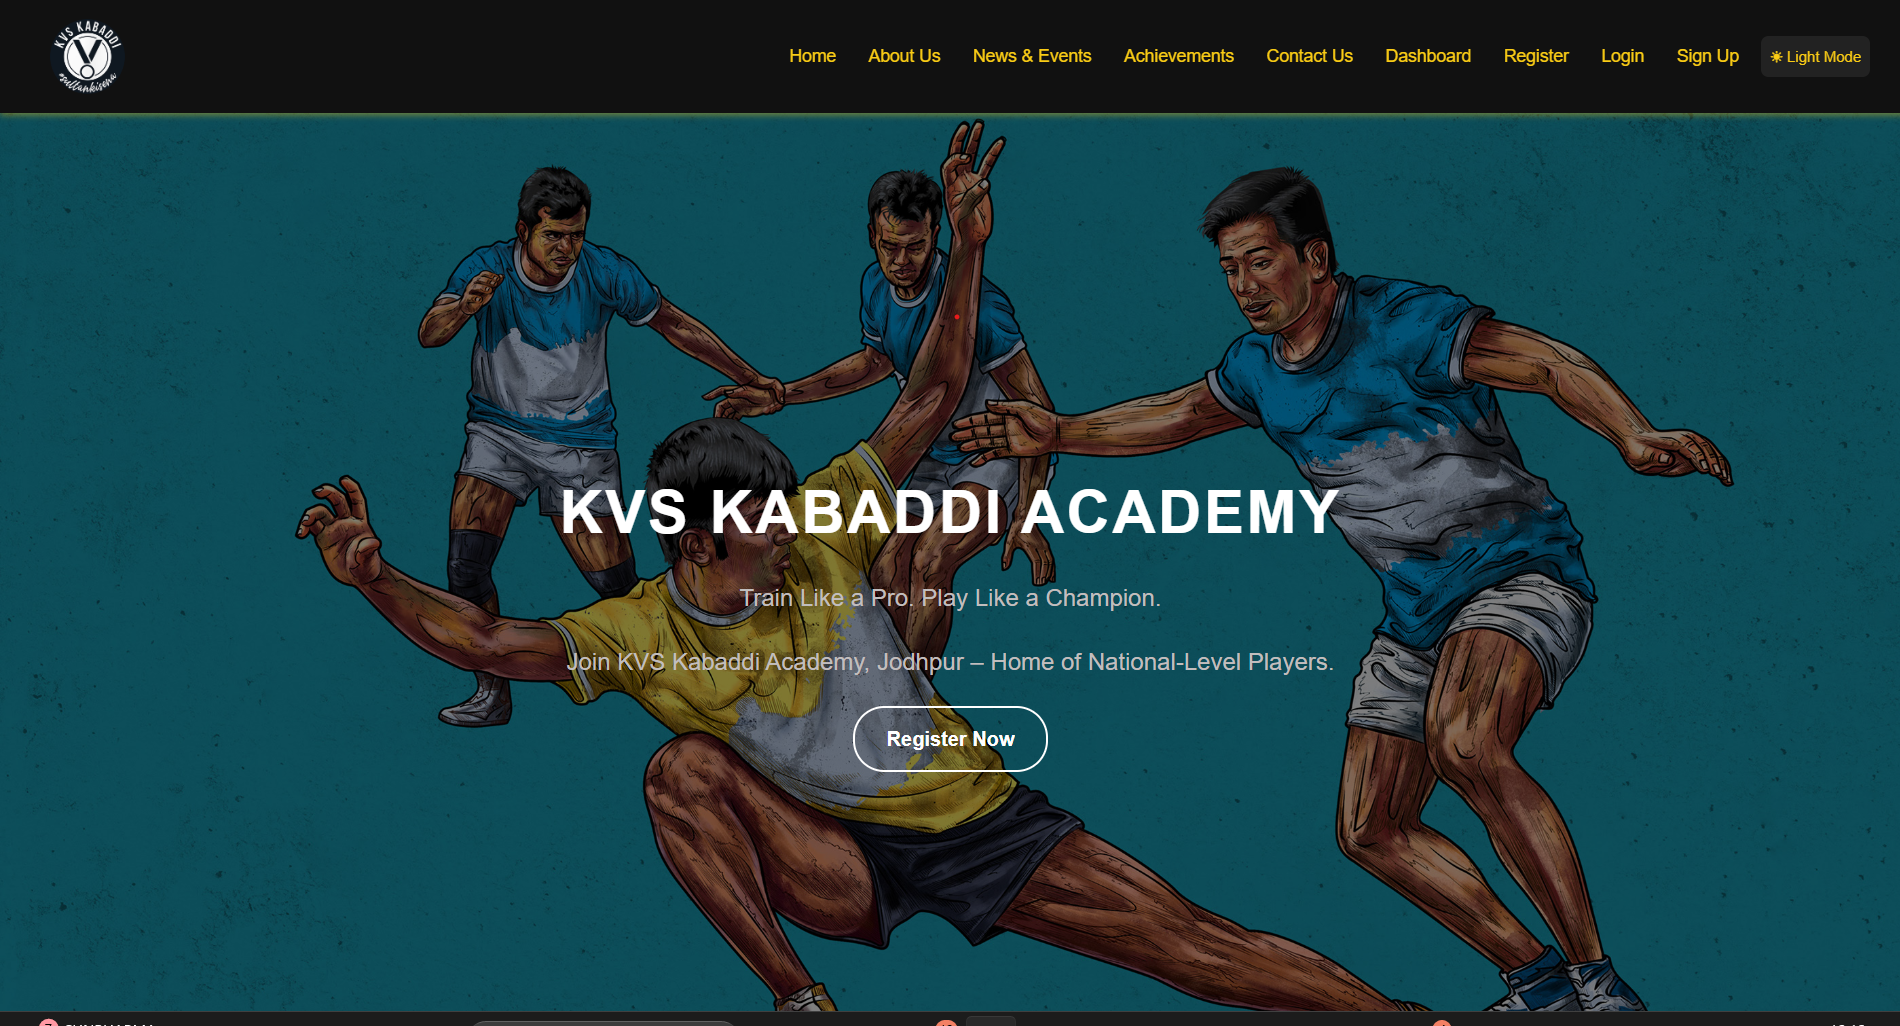 KVS KABADDI
#sultankisena
Home About Us News & Events Achievements Contact Us Dashboard Register Login Sign Up Light Mode
KVS KABADDI ACADEMY
Train Like a Pro. Play Like a Champion.
Join KVS Kabaddi Academy, Jodhpur – Home of National-Level Players.
Register Now